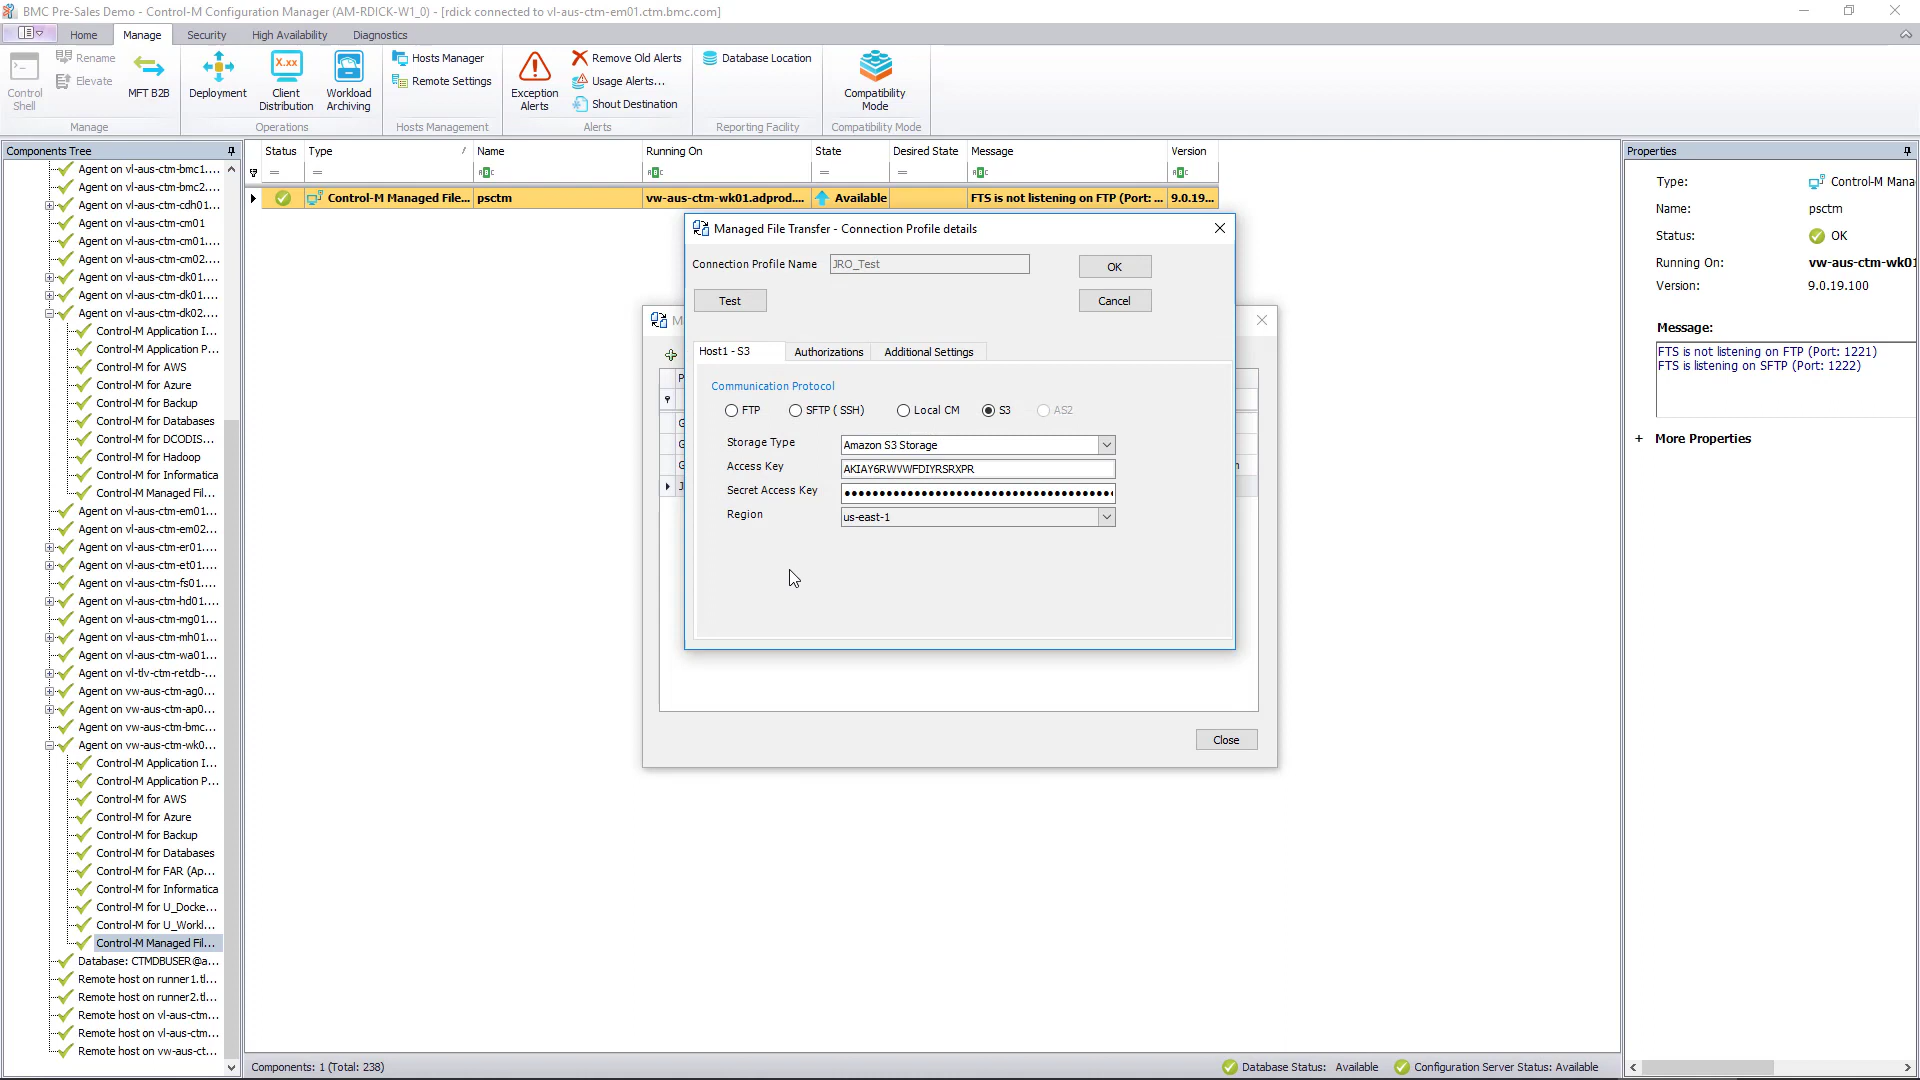 BMC Pre-Sales Demo - Control-M Configuration Manager (AM-RDICK-W1_0) - [rdick connected to vl-aus-ctm-em01.ctm.bmc.com]
Home Manage Security High Availability Diagnostics
Control Shell
Rename
Elevate
MFT B2B
Manage
Deployment
Client Distribution
Workload Archiving
Operations
Hosts Manager
Remote Settings
Hosts Management
Exception Alerts
Remove Old Alerts
Usage Alerts...
Shout Destination
Alerts
Database Location
Reporting Facility
Compatibility Mode
Compatibility Mode
Components Tree
Agent on vl-aus-ctm-bmc1....
Agent on vl-aus-ctm-bmc2....
Agent on vl-aus-ctm-cdh01...
Agent on vl-aus-ctm-cm01
Agent on vl-aus-ctm-cm01....
Agent on vl-aus-ctm-cm02....
Agent on vl-aus-ctm-dk01....
Agent on vl-aus-ctm-dk01....
Agent on vl-aus-ctm-dk02....
Control-M Application I...
Control-M Application P...
Control-M for AWS
Control-M for Azure
Control-M for Backup
Control-M for Databases
Control-M for DCODIS...
Control-M for Hadoop
Control-M for Informatica
Control-M Managed Fil...
Agent on vl-aus-ctm-em01...
Agent on vl-aus-ctm-em02...
Agent on vl-aus-ctm-er01....
Agent on vl-aus-ctm-et01....
Agent on vl-aus-ctm-fs01....
Agent on vl-aus-ctm-hd01....
Agent on vl-aus-ctm-mg01...
Agent on vl-aus-ctm-mh01...
Agent on vl-aus-ctm-wa01...
Agent on vl-tlv-ctm-retdb-...
Agent on vw-aus-ctm-ag0...
Agent on vw-aus-ctm-ap0...
Agent on vw-aus-ctm-bmc...
Agent on vw-aus-ctm-wk0...
Control-M Application I...
Control-M Application P...
Control-M for AWS
Control-M for Azure
Control-M for Backup
Control-M for Databases
Control-M for FAR (Ap...
Control-M for Informatica
Control-M for U_Docke...
Control-M for U_Workl...
Control-M Managed Fil...
Database: CTMDBUSER@a...
Remote host on runner1.tl...
Remote host on runner2.tl...
Remote host on vl-aus-ctm...
Remote host on vl-aus-ctm...
Remote host on vw-aus-ct...
Status Type Name Running On State Desired State Message Version
Control-M Managed File... psctm vw-aus-ctm-wk01.adprod.... Available FTS is not listening on FTP (Port: ... 9.0.19...
Managed File Transfer - Connection Profile details
Connection Profile Name JRO_Test OK
Test Cancel
Host1 - S3 Authorizations Additional Settings
Communication Protocol
FTP SFTP ( SSH) Local CM S3 AS2
Storage Type Amazon S3 Storage
Access Key AKIAY6RWVWFDIYRSRXPR
Secret Access Key
Region us-east-1
Close
Properties
Type: Control-M Mana
Name: psctm
Status: OK
Running On: vw-aus-ctm-wk01
Version: 9.0.19.100
Message:
FTS is not listening on FTP (Port: 1221)
FTS is listening on SFTP (Port: 1222)
+ More Properties
Components: 1 (Total: 238) Database Status: Available Configuration Server Status: Available